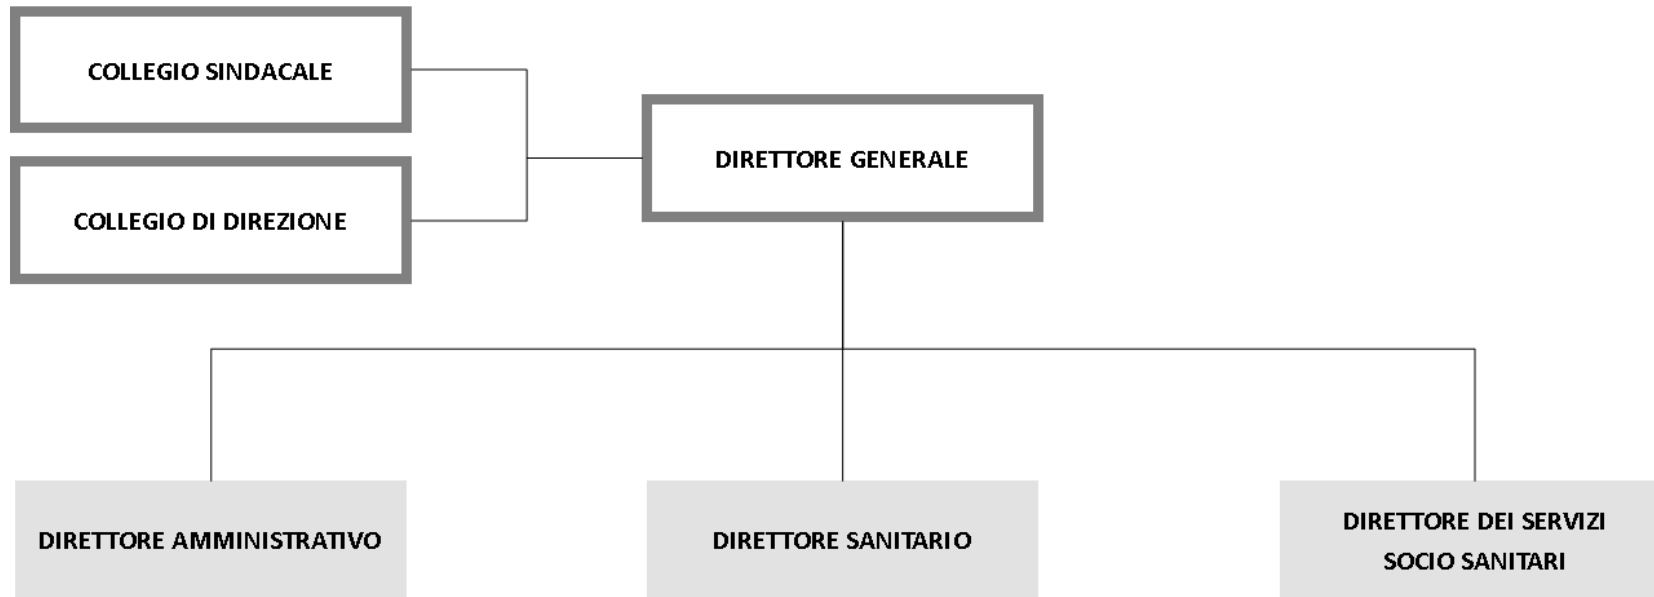 COLLEGIO SINDACALE
DIRETTORE GENERALE
COLLEGIO DI DIREZIONE
DIRETTORE AMMINISTRATIVO
DIRETTORE SANITARIO
DIRETTORE DEI SERVIZI
SOCIO SANITARI